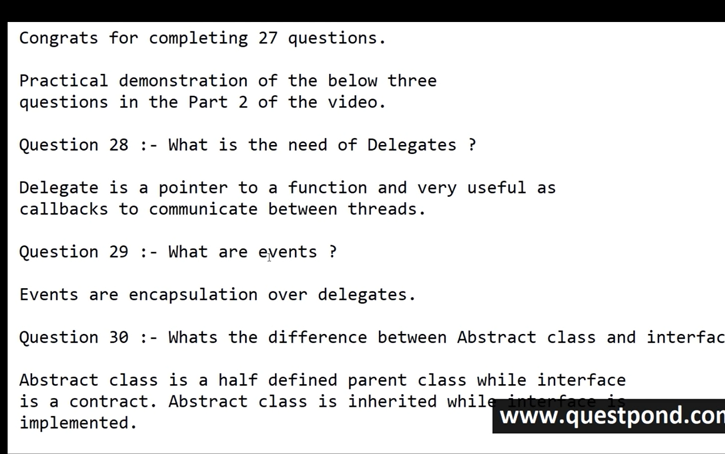 Congrats for completing 27 questions.
Practical demonstration of the below three
questions in the Part 2 of the video.
Question 28 :- What is the need of Delegates ?
Delegate is a pointer to a function and very useful as
callbacks to communicate between threads.
Question 29 :- What are events ?
Events are encapsulation over delegates.
Question 30 :- Whats the difference between Abstract class and interfac
Abstract class is a half defined parent class while interface
is a contract. Abstract class is inherited while interface is
implemented.
www.questpond.com